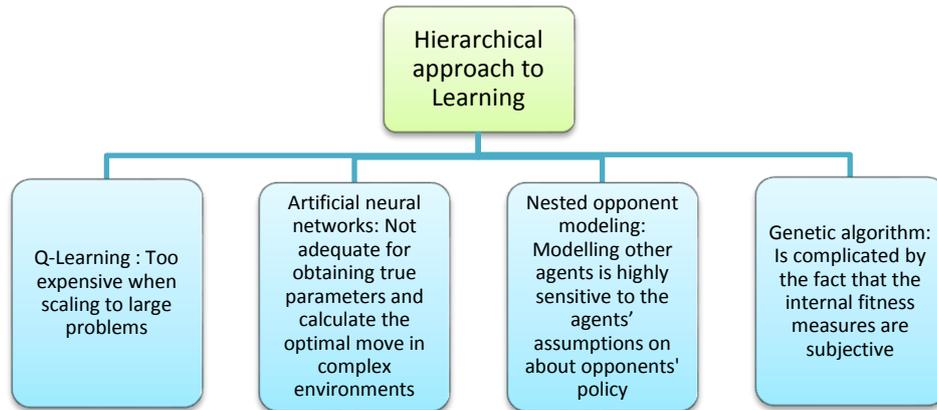 Hierarchical
approach to
Learning
Q-Learning : Too
expensive when
scaling to large
problems
Artificial neural
networks: Not
adequate for
obtaining true
parameters and
calculate the
optimal move in
complex
environments
Nested opponent
modeling:
Modelling other
agents is highly
sensitive to the
agents’
assumptions on
about opponents'
policy
Genetic algorithm:
Is complicated by
the fact that the
internal fitness
measures are
subjective